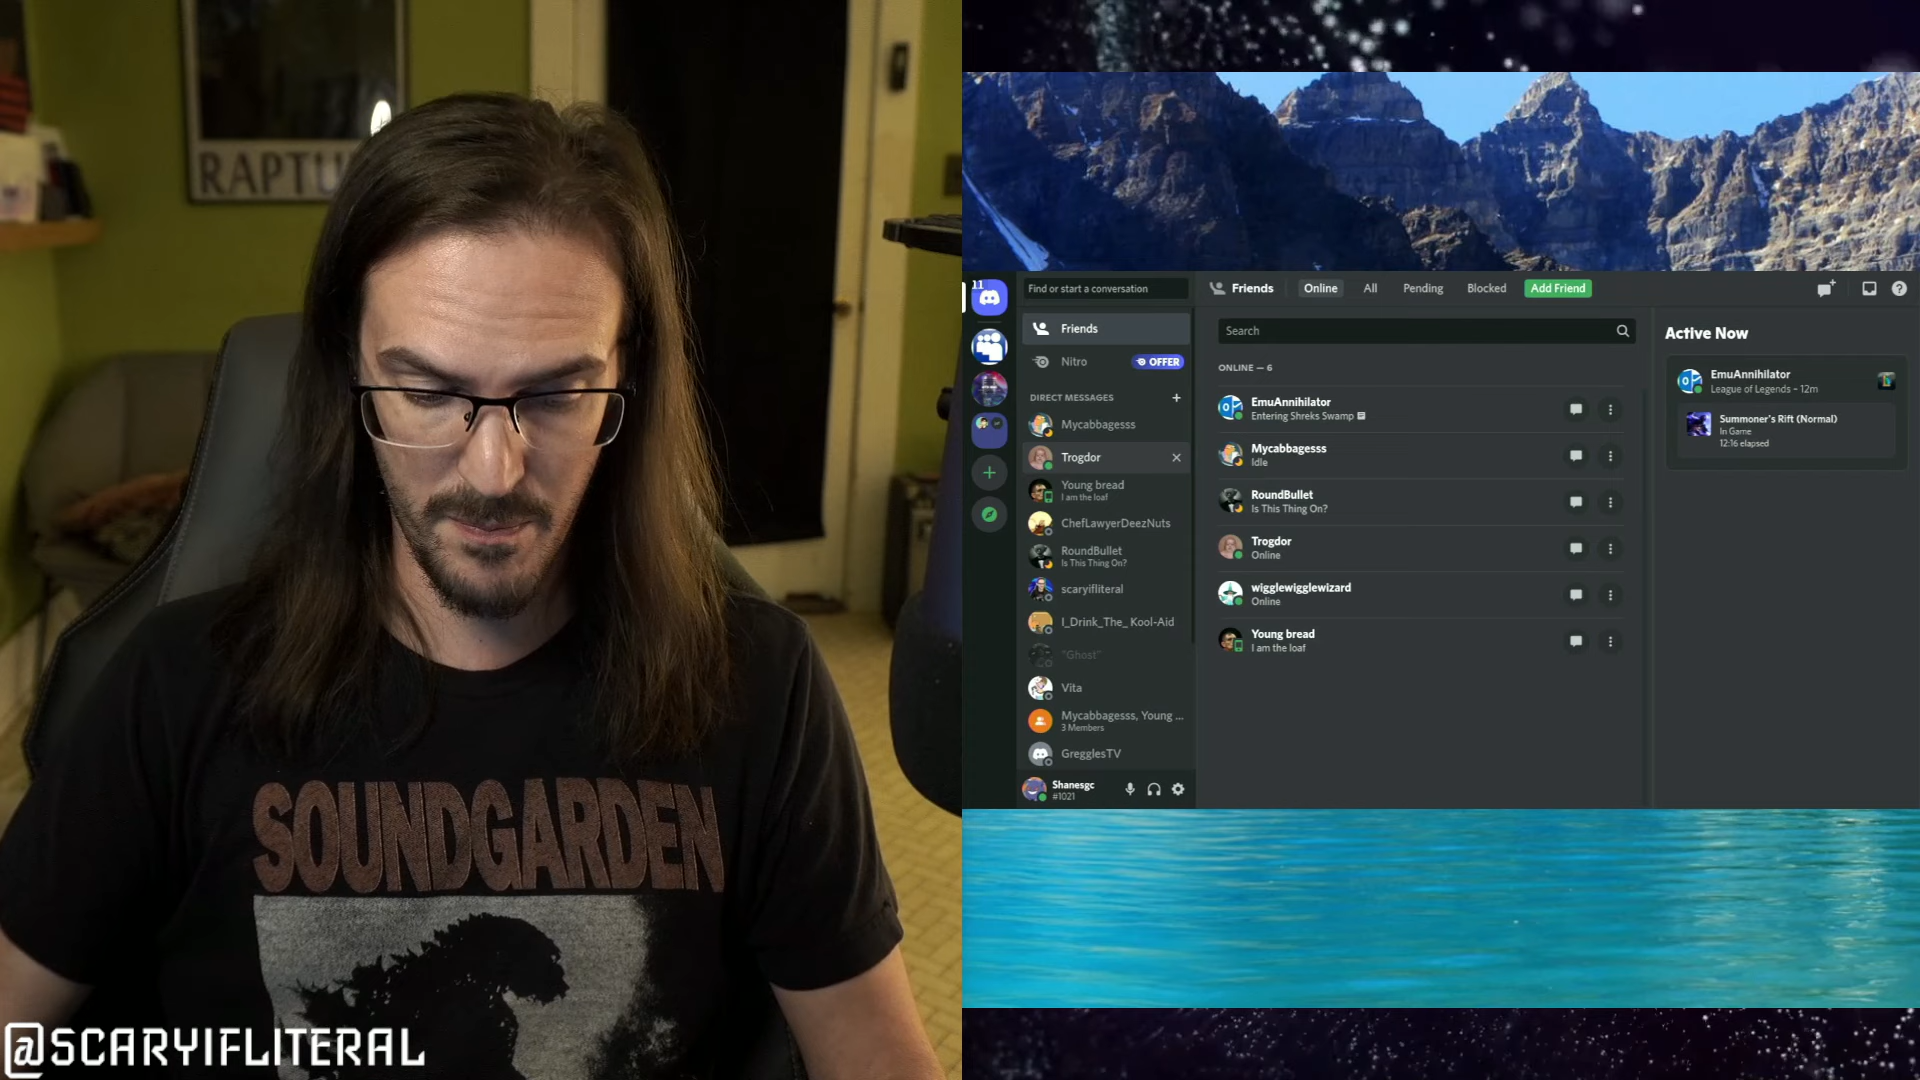 RAPTU
SOUNDGARDEN
@SCARYIFLITERAL
11
Find or start a conversation
Friends
Nitro
OFFER
DIRECT MESSAGES
Mycabbagesss
Trogdor
Young bread
I am the loaf
ChefLawyerDeezNuts
RoundBullet
Is This Thing On?
scaryifliteral
I_Drink_The_ Kool-Aid
"Ghost"
Vita
Mycabbagesss, Young ...
3 Members
GregglesTV
Shanesgc
#1021
Friends
Online
All
Pending
Blocked
Add Friend
Search
ONLINE — 6
EmuAnnihilator
Entering Shreks Swamp
Mycabbagesss
Idle
RoundBullet
Is This Thing On?
Trogdor
Online
wigglewigglewizard
Online
Young bread
I am the loaf
Active Now
EmuAnnihilator
League of Legends - 12m
Summoner's Rift (Normal)
In Game
12:16 elapsed